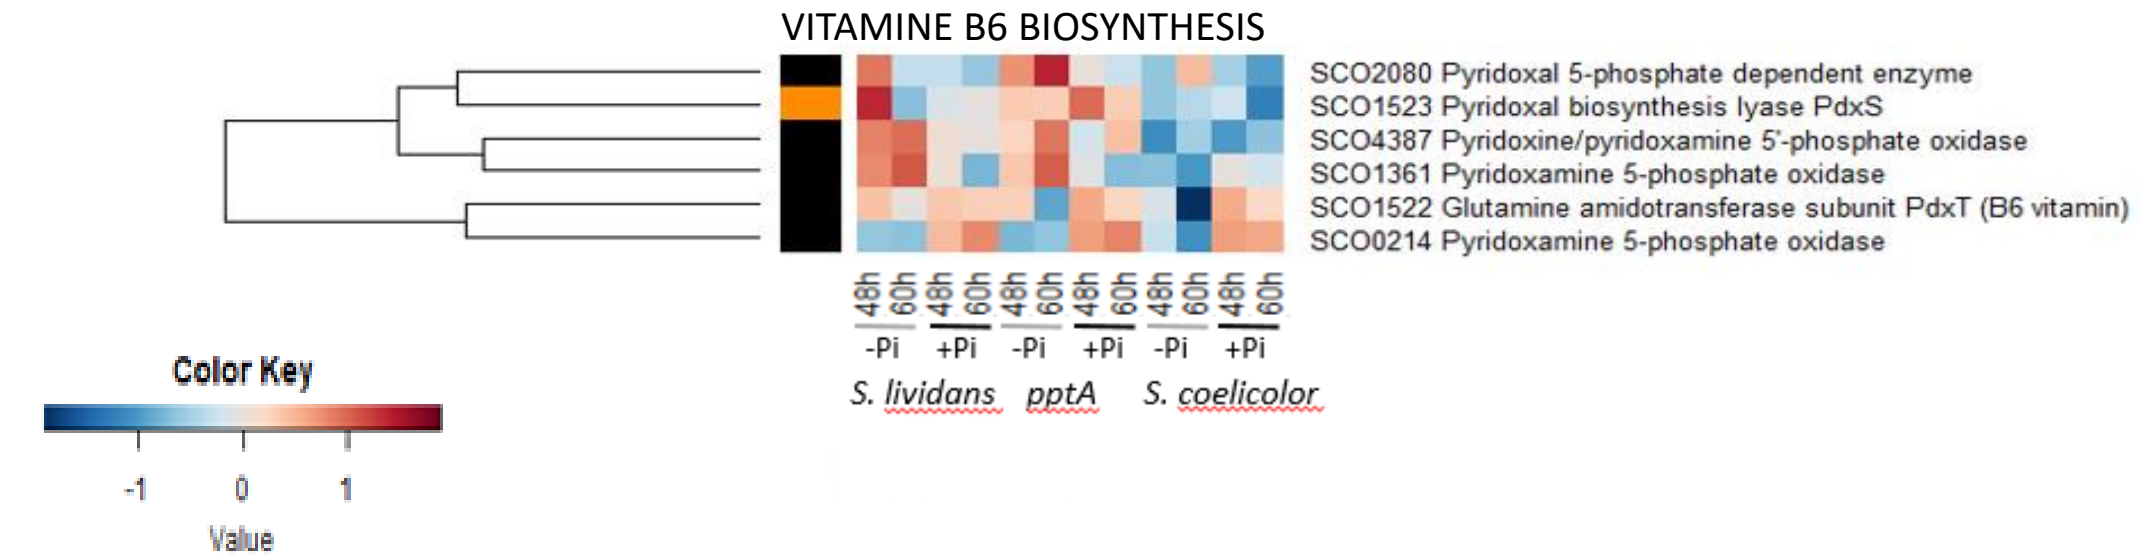 VITAMINE B6 BIOSYNTHESIS
SCO2080 Pyridoxal 5-phosphate dependent enzyme
SCO1523 Pyridoxal biosynthesis lyase PdxS
SCO4387 Pyridoxine/pyridoxamine 5'-phosphate oxidase
SCO1361 Pyridoxamine 5-phosphate oxidase
SCO1522 Glutamine amidotransferase subunit PdxT (B6 vitamin)
SCO0214 Pyridoxamine 5-phosphate oxidase
48h 60h 48h 60h 48h 60h 48h 60h 48h 60h 48h 60h
-Pi +Pi -Pi +Pi -Pi +Pi
S. lividans pptA S. coelicolor
Color Key
-1 0 1
Value